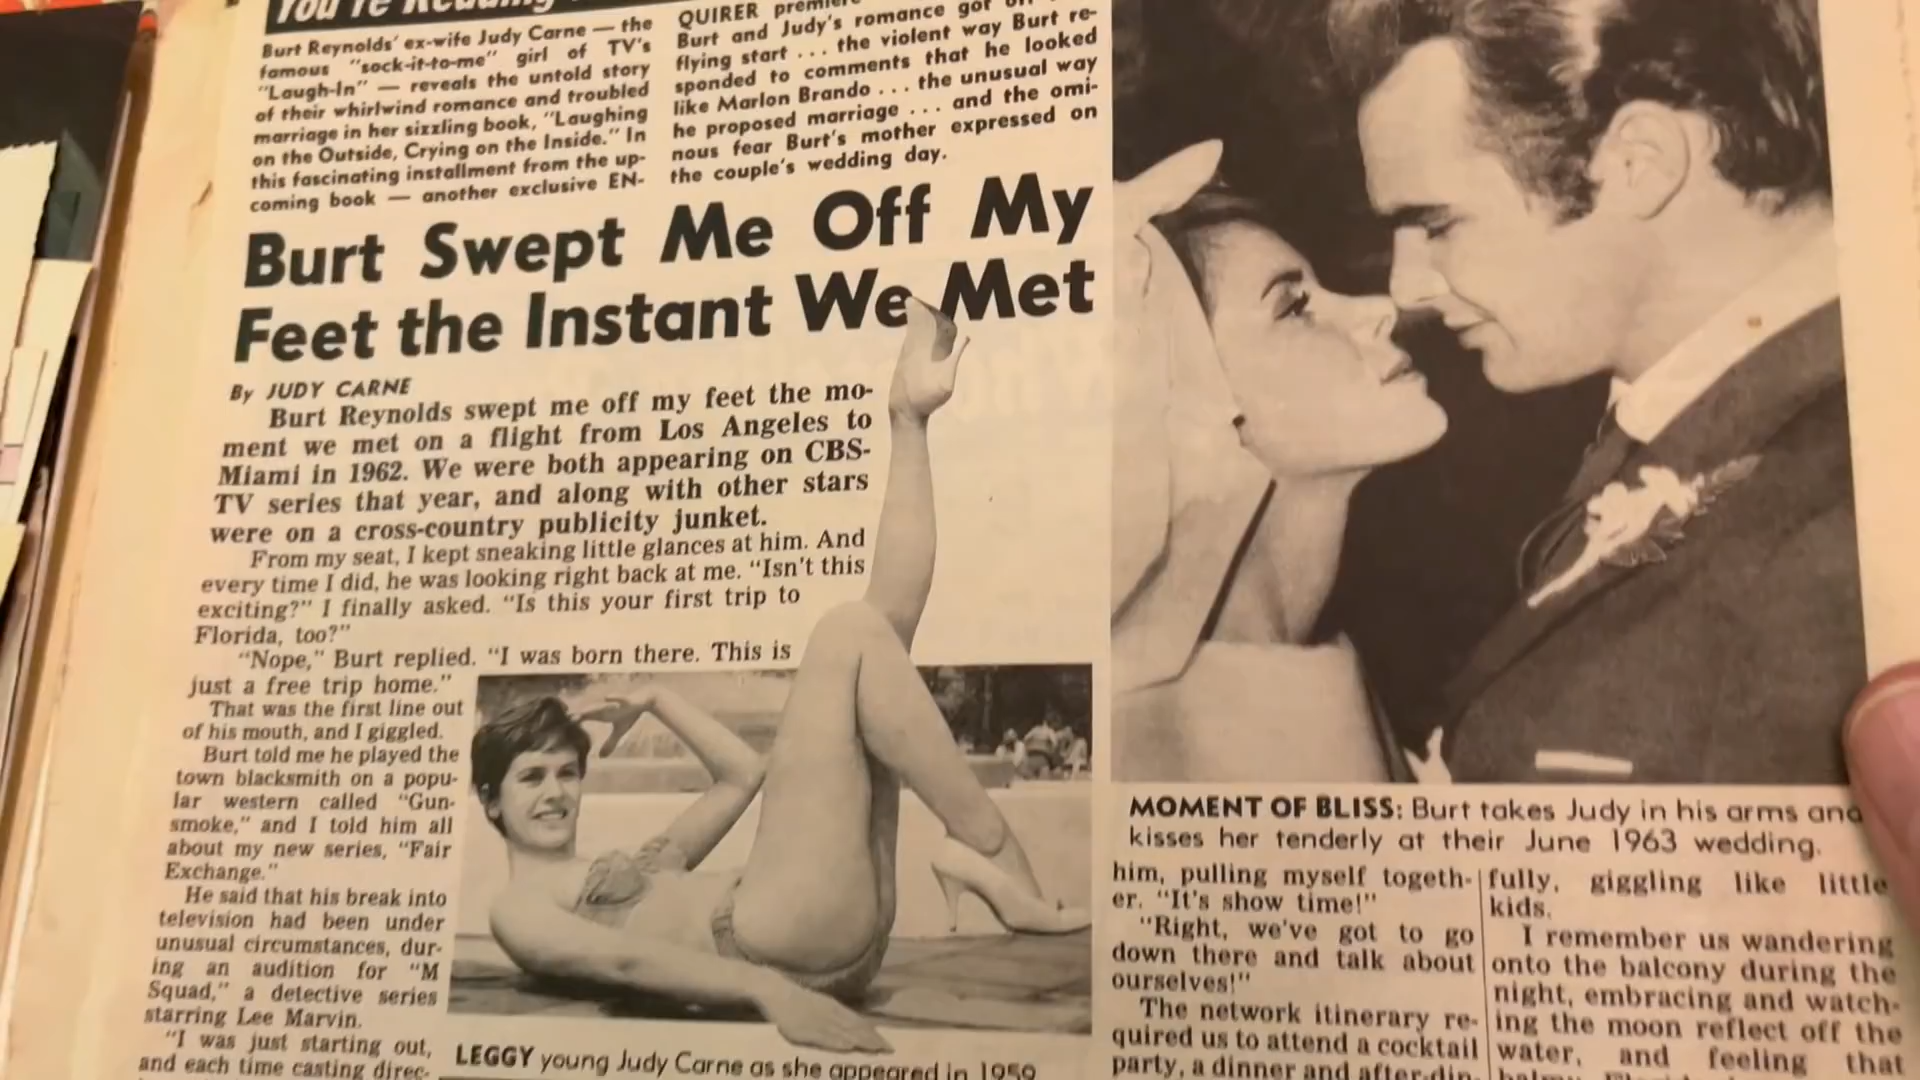 You're Reading
Burt Reynolds' ex-wife Judy Carne — the
famous "sock-it-to-me" girl of TV's
"Laugh-In" — reveals the untold story
of their whirlwind romance and troubled
marriage in her sizzling book, "Laughing
on the Outside, Crying on the Inside." In
this fascinating installment from the up-
coming book — another exclusive EN-
QUIRER
Burt and Judy's romance got
flying start . . . the violent way Burt re-
sponded to comments that he looked
like Marlon Brando . . . the unusual way
he proposed marriage . . . and the omi-
nous fear Burt's mother expressed on
the couple's wedding day.
Burt Swept Me Off My
Feet the Instant We Met
By JUDY CARNE
Burt Reynolds swept me off my feet the mo-
ment we met on a flight from Los Angeles to
Miami in 1962. We were both appearing on CBS-
TV series that year, and along with other stars
were on a cross-country publicity junket.
From my seat, I kept sneaking little glances at him. And
every time I did, he was looking right back at me. "Isn't this
exciting?" I finally asked. "Is this your first trip to
Florida, too?"
"Nope," Burt replied. "I was born there. This is
just a free trip home."
That was the first line out
of his mouth, and I giggled.
Burt told me he played the
town blacksmith on a popu-
lar western called "Gun-
smoke," and I told him all
about my new series, "Fair
Exchange."
He said that his break into
television had been under
unusual circumstances, dur-
ing an audition for "M
Squad," a detective series
starring Lee Marvin.
"I was just starting out,
and each time casting direc-
LEGGY young Judy Carne as she appeared in 1959
MOMENT OF BLISS: Burt takes Judy in his arms and
kisses her tenderly at their June 1963 wedding.
him, pulling myself togeth-
er. "It's show time!"
"Right, we've got to go
down there and talk about
ourselves!"
The network itinerary re-
quired us to attend a cocktail
party, a dinner and after-din-
fully, giggling like little
kids.
I remember us wandering
onto the balcony during the
night, embracing and watch-
ing the moon reflect off the
water, and feeling that